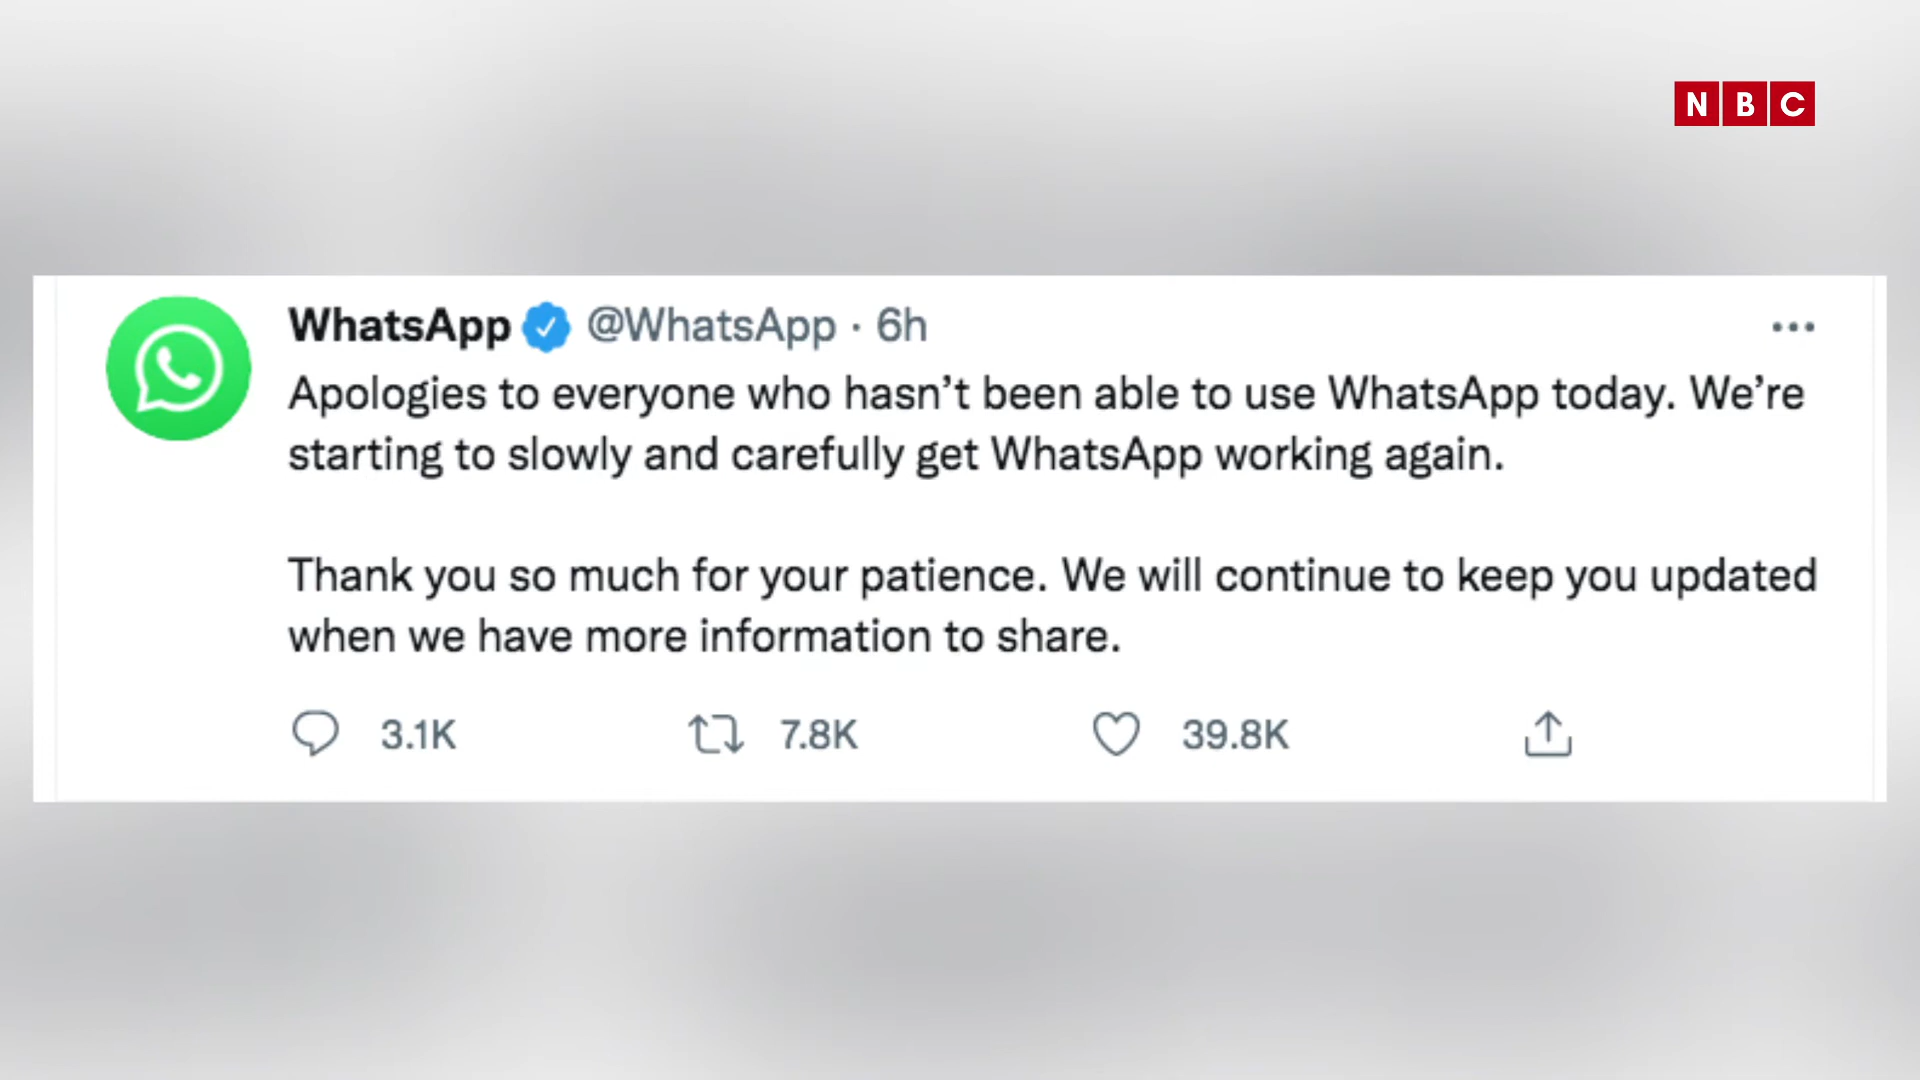 NBC
WhatsApp @WhatsApp · 6h
Apologies to everyone who hasn’t been able to use WhatsApp today. We’re
starting to slowly and carefully get WhatsApp working again.
Thank you so much for your patience. We will continue to keep you updated
when we have more information to share.
3.1K 7.8K 39.8K